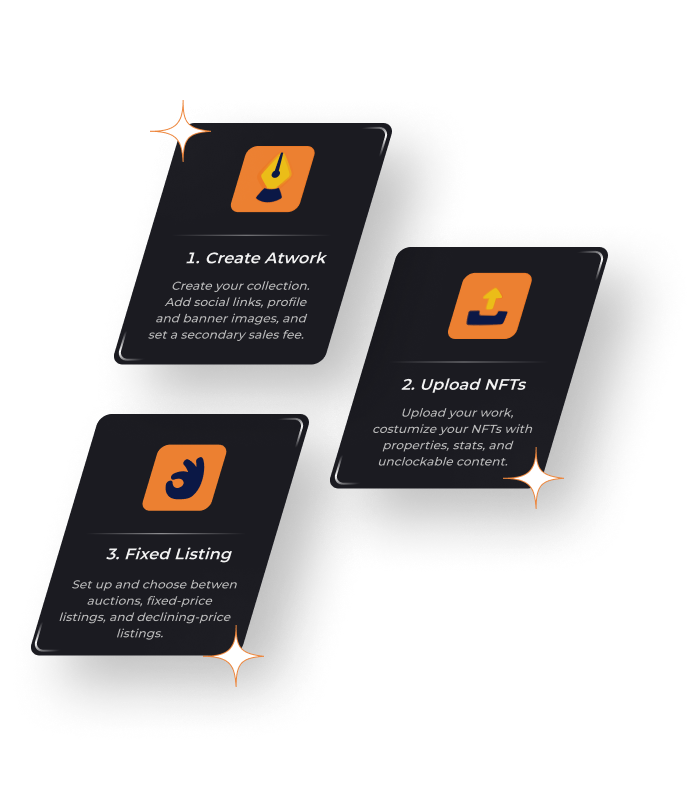 1. Create Atwork
Create your collection.
Add social links, profile
and banner images, and
set a secondary sales fee.
2. Upload NFTs
Upload your work,
costumize your NFTs with
properties, stats, and
unclockable content.
3. Fixed Listing
Set up and choose betwen
auctions, fixed-price
listings, and declining-price
listings.